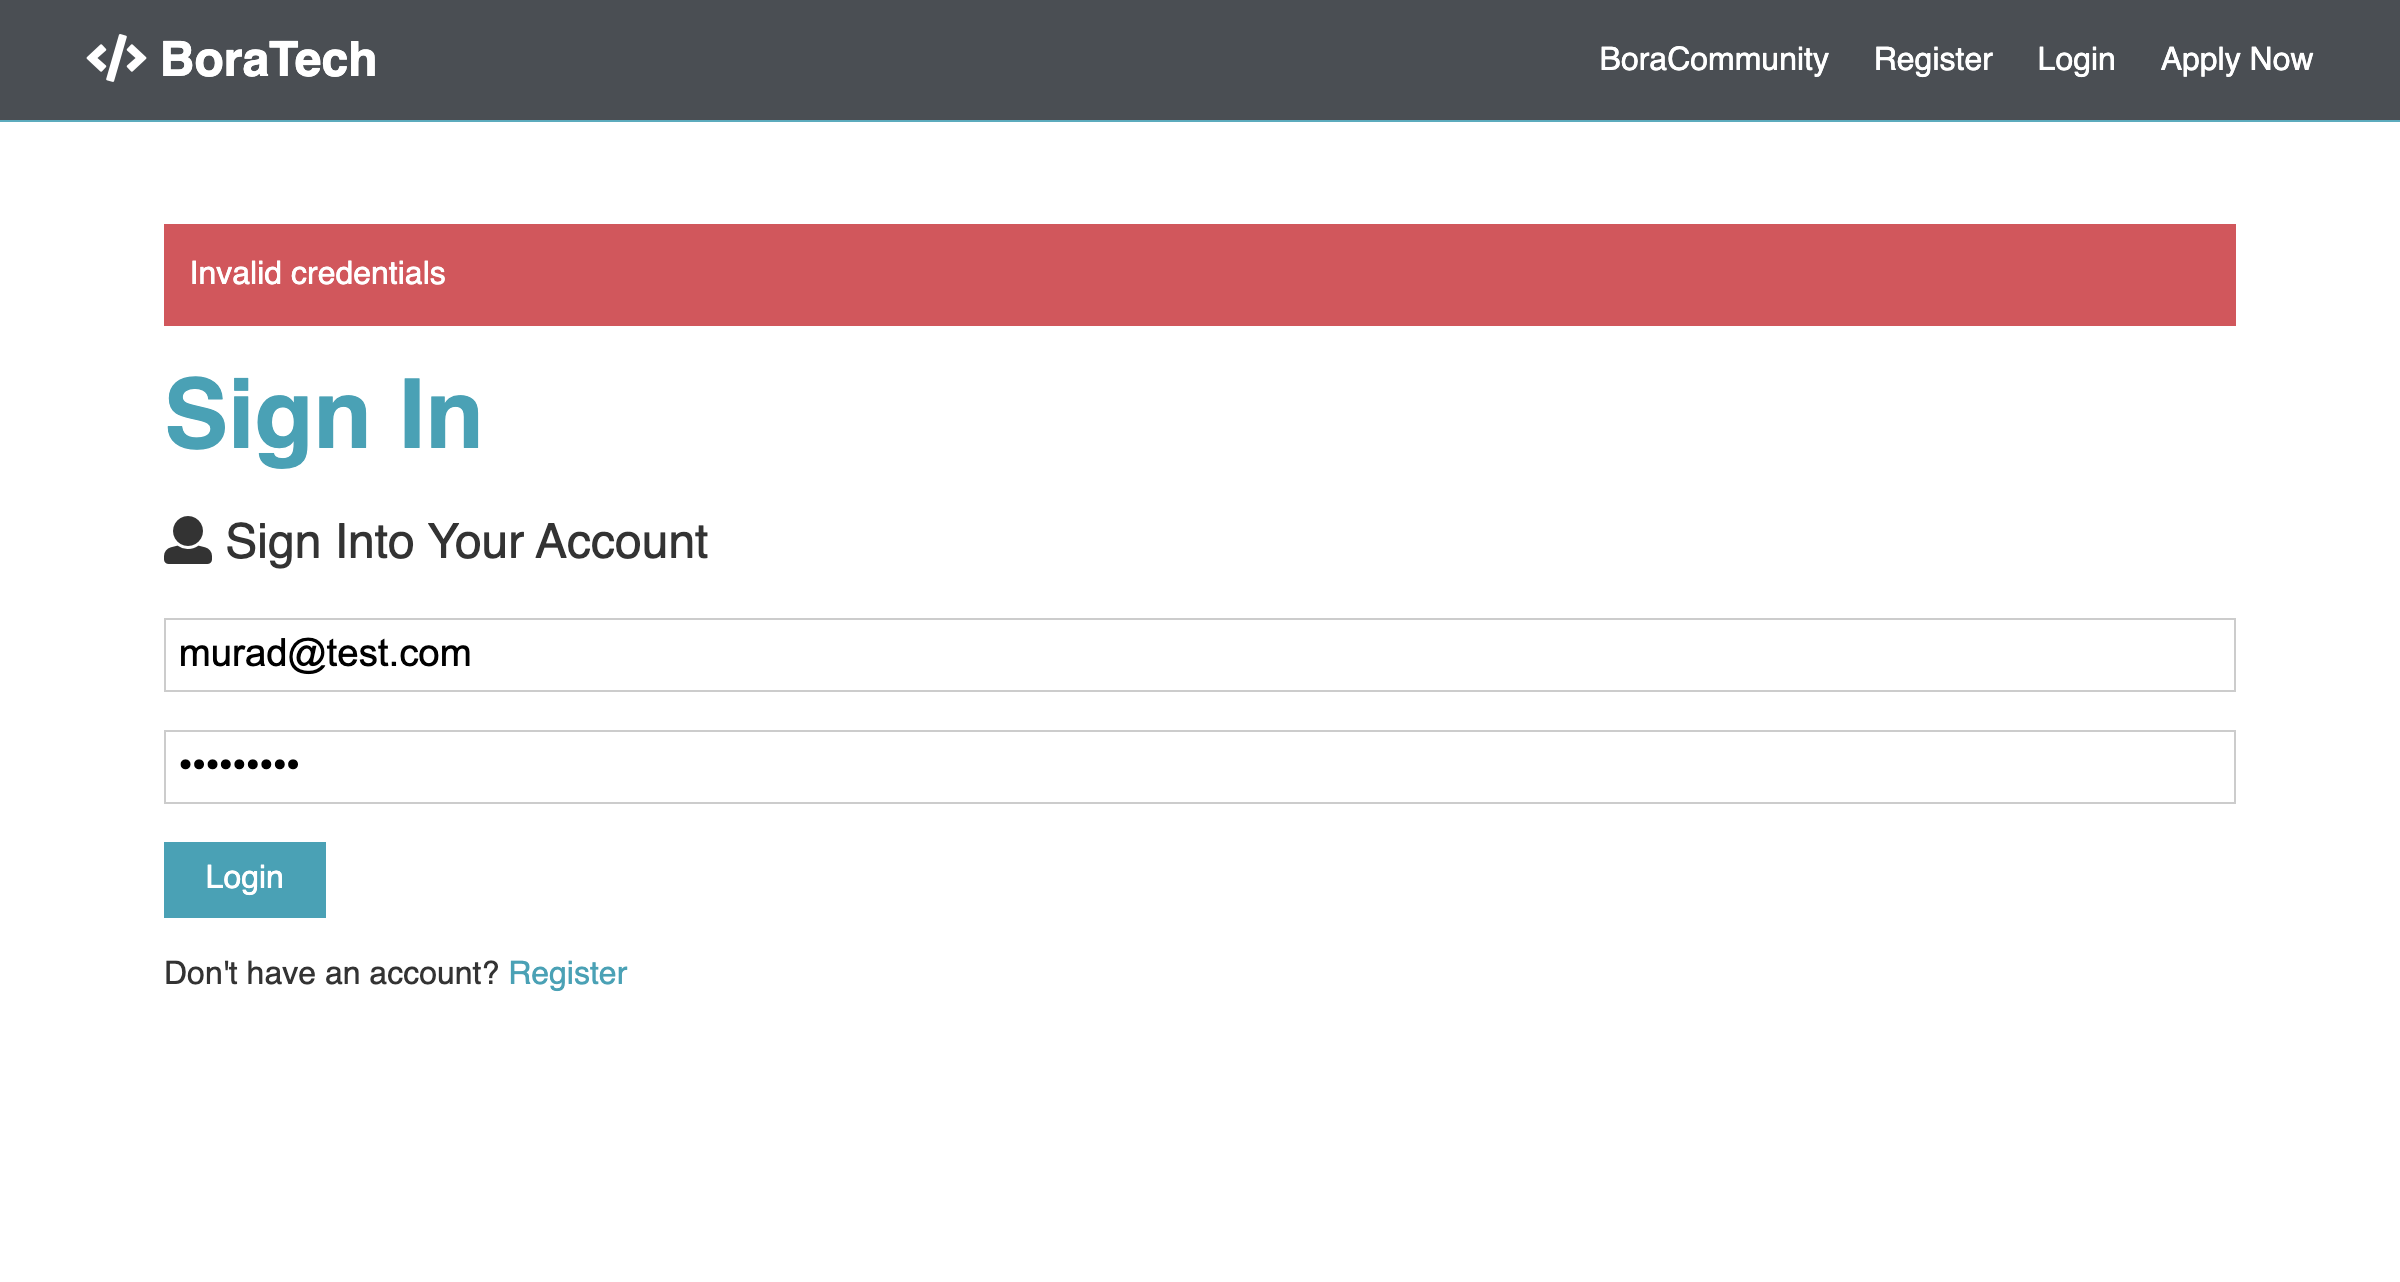 BoraTech
BoraCommunity Register Login Apply Now
Invalid credentials
Sign In
Sign Into Your Account
murad@test.com
•••••••••
Login
Don't have an account? Register